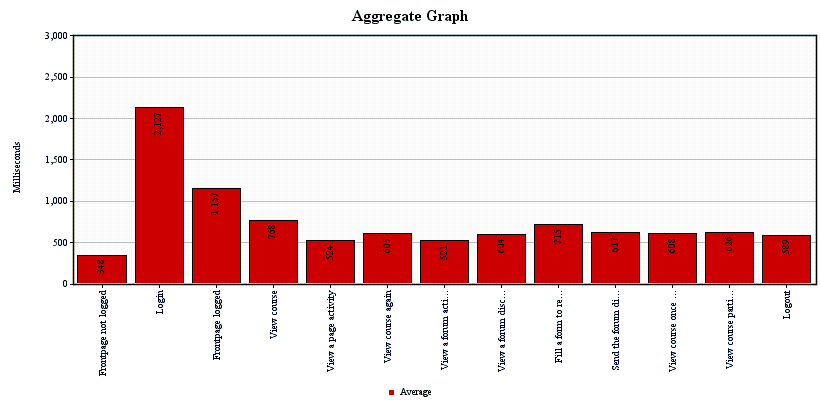 Aggregate Graph
3,000
2,500
2,000
1,500
1,000
500
0
Milliseconds
348
2,127
1,157
768
524
605
521
604
715
617
608
626
589
Frontpage not logged
Login
Frontpage logged
View course
View a page activity
View course again
View a forum acti...
View a forum disc...
Fill a form to re...
Send the forum di...
View course once ...
View course parti...
Logout
Average